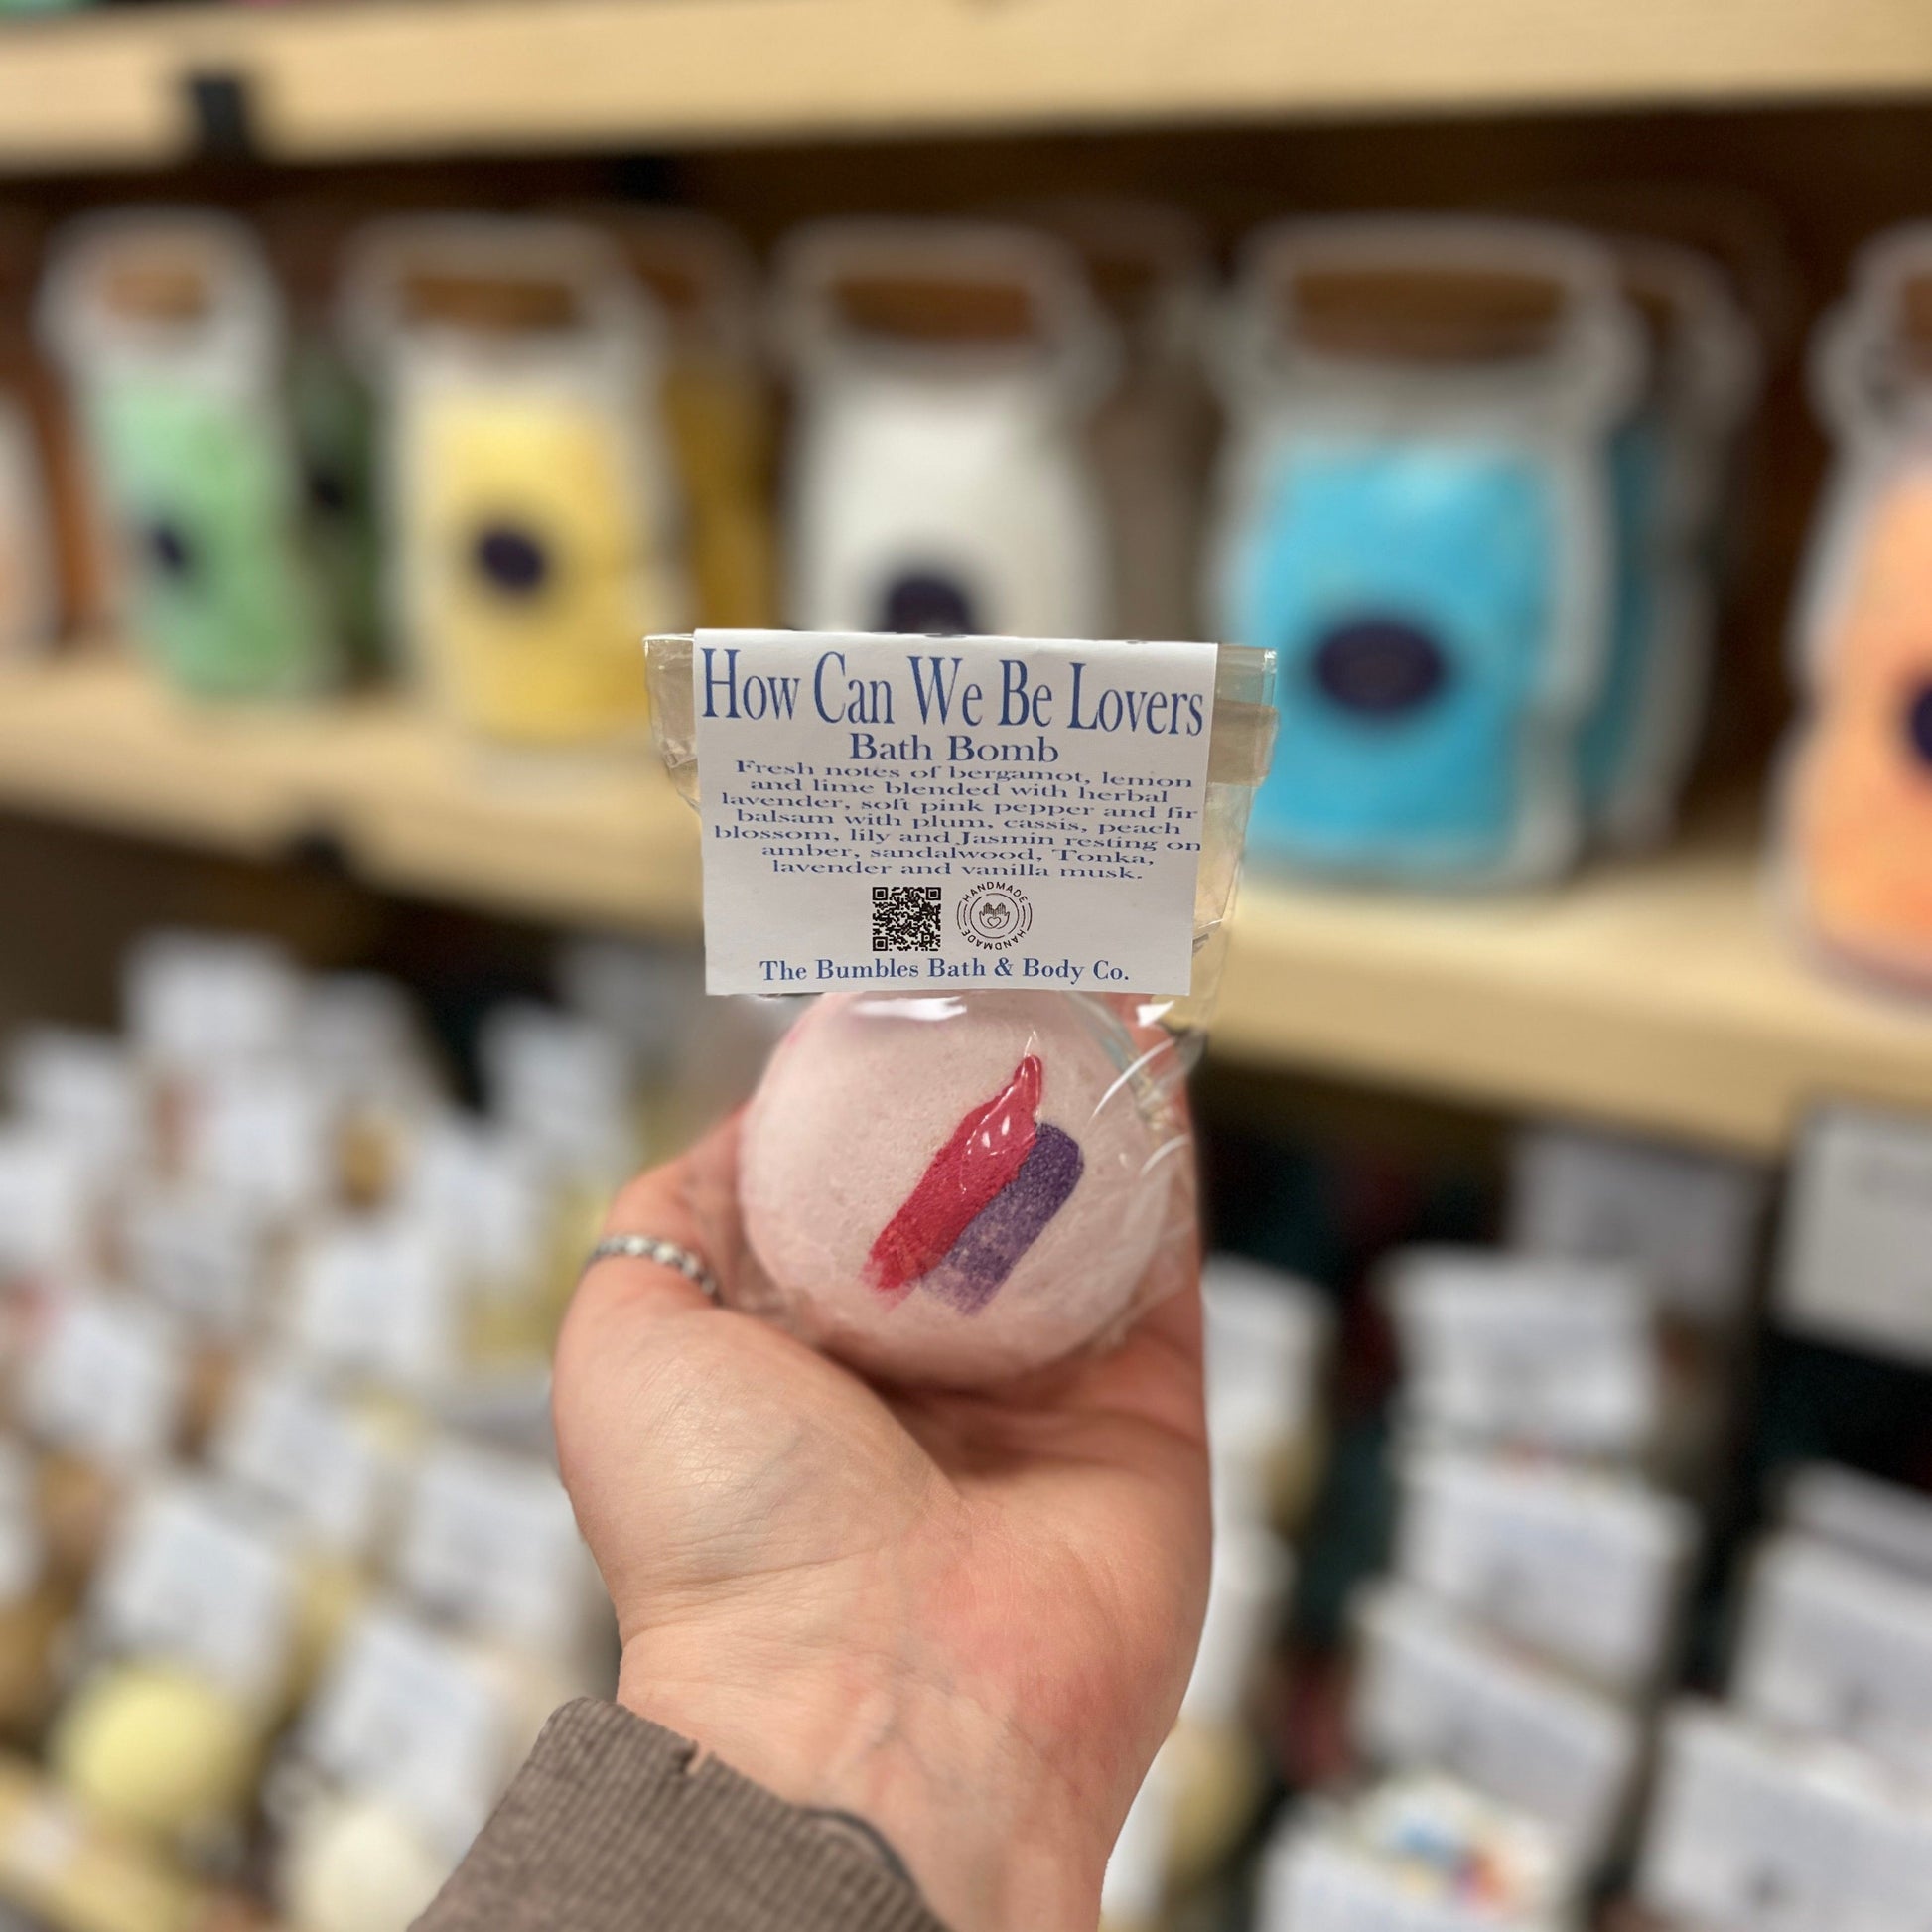 How Can We Be Lovers
Bath Bomb
Fresh notes of bergamot, lemon
and lime blended with herbal
lavender, soft pink pepper and fir
balsam with plum, cassis, peach
blossom, lily and Jasmin resting on
amber, sandalwood, Tonka,
lavender and vanilla musk.
HANDMADE
HANDMADE
The Bumbles Bath & Body Co.